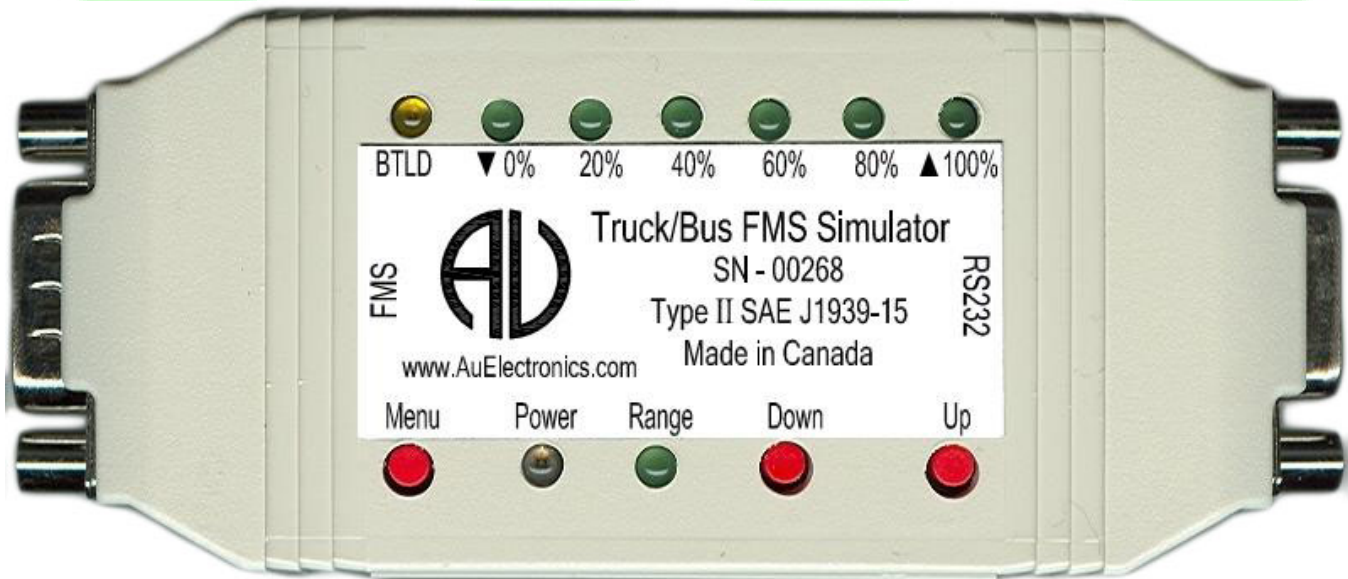 BTLD ▼ 0% 20% 40% 60% 80% ▲ 100%
FMS
AU
Truck/Bus FMS Simulator
SN - 00268
Type II SAE J1939-15
Made in Canada
www.AuElectronics.com
RS232
Menu Power Range Down Up